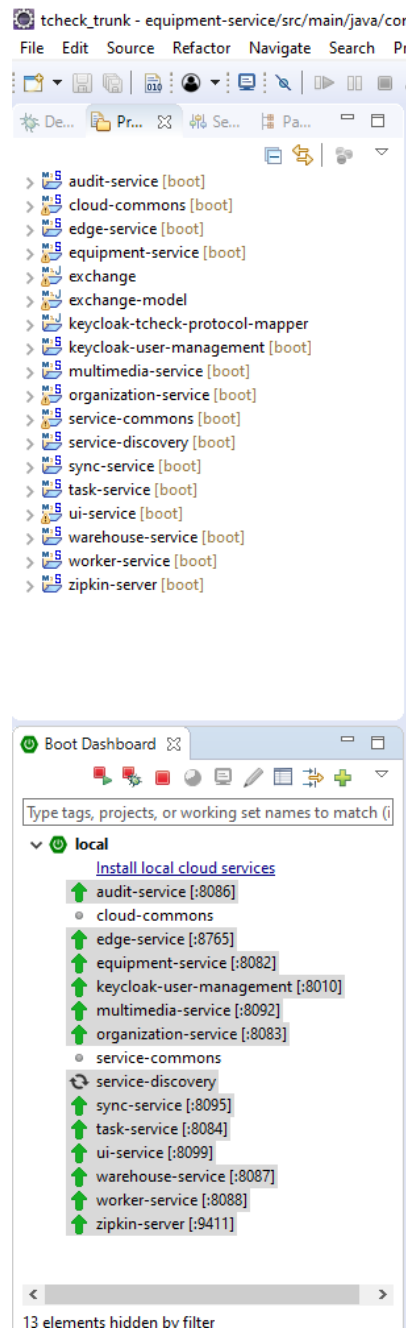 tcheck_trunk - equipment-service/src/main/java/cor
File Edit Source Refactor Navigate Search Pr
De... Pr... Se... Pa...
audit-service [boot]
cloud-commons [boot]
edge-service [boot]
equipment-service [boot]
exchange
exchange-model
keycloak-tcheck-protocol-mapper
keycloak-user-management [boot]
multimedia-service [boot]
organization-service [boot]
service-commons [boot]
service-discovery [boot]
sync-service [boot]
task-service [boot]
ui-service [boot]
warehouse-service [boot]
worker-service [boot]
zipkin-server [boot]
Boot Dashboard
Type tags, projects, or working set names to match (i
local
Install local cloud services
audit-service [:8086]
cloud-commons
edge-service [:8765]
equipment-service [:8082]
keycloak-user-management [:8010]
multimedia-service [:8092]
organization-service [:8083]
service-commons
service-discovery
sync-service [:8095]
task-service [:8084]
ui-service [:8099]
warehouse-service [:8087]
worker-service [:8088]
zipkin-server [:9411]
13 elements hidden by filter